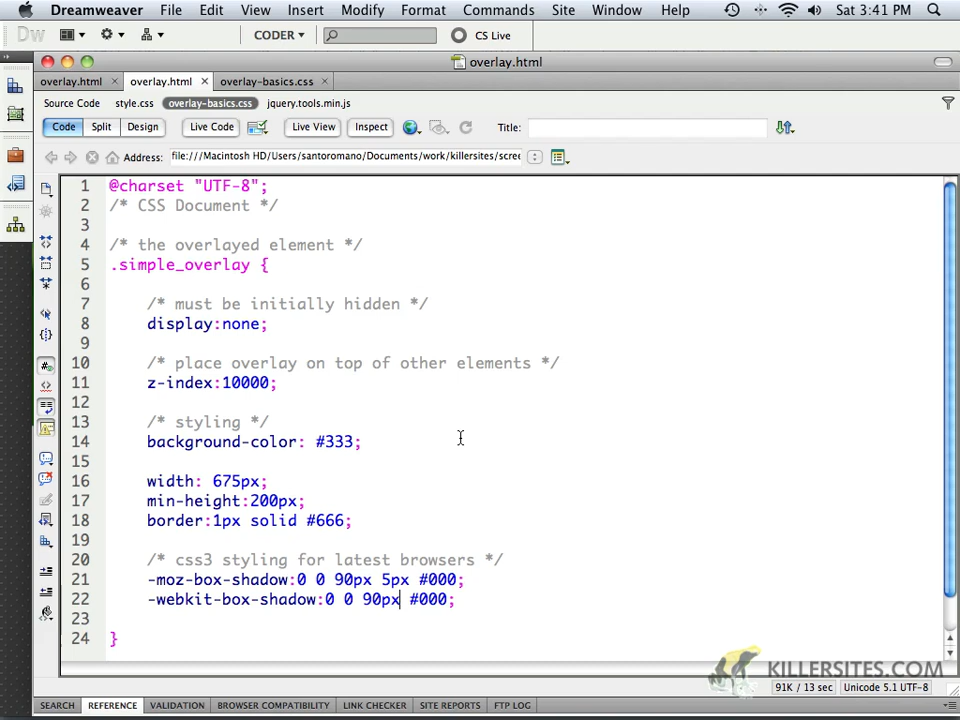 Dreamweaver File Edit View Insert Modify Format Commands Site Window Help Sat 3:41 PM
Dw CODER CS Live
overlay.html
overlay.html overlay.html overlay-basics.css
Source Code style.css overlay-basics.css jquery.tools.min.js
Code Split Design Live Code Live View Inspect Title:
Address: file:///Macintosh HD/Users/santoromano/Documents/work/killersites/scree
1 @charset "UTF-8";
2 /* CSS Document */
3
4 /* the overlayed element */
5 .simple_overlay {
6
7 /* must be initially hidden */
8 display:none;
9
10 /* place overlay on top of other elements */
11 z-index:10000;
12
13 /* styling */
14 background-color: #333;
15
16 width: 675px;
17 min-height:200px;
18 border:1px solid #666;
19
20 /* css3 styling for latest browsers */
21 -moz-box-shadow:0 0 90px 5px #000;
22 -webkit-box-shadow:0 0 90px #000;
23
24 }
KILLERSITES.COM
91K / 13 sec Unicode 5.1 UTF-8
SEARCH REFERENCE VALIDATION BROWSER COMPATIBILITY LINK CHECKER SITE REPORTS FTP LOG